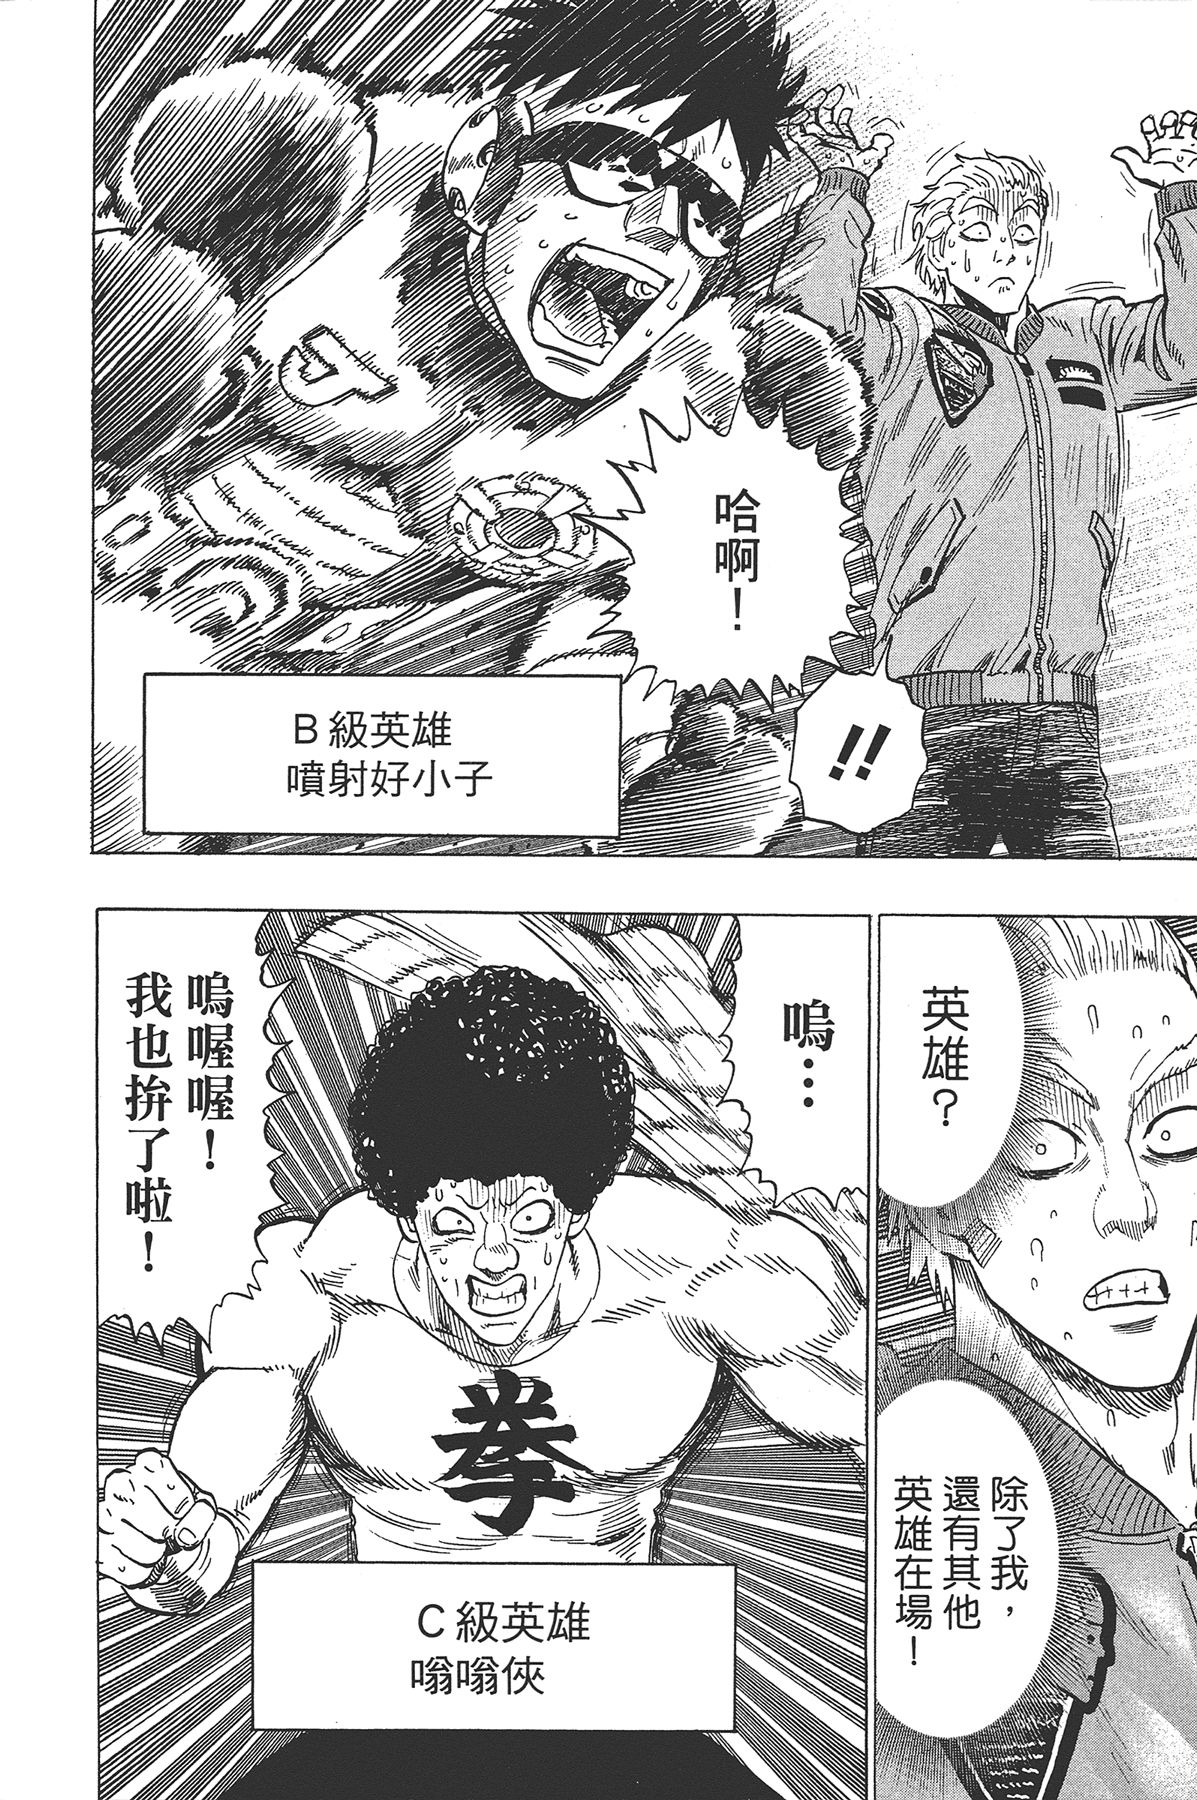 哈啊！
！！
B級英雄
噴射好小子
英雄？
除了我，
還有其他
英雄在場！
嗚…
嗚喔喔！
我也拚了啦！
拳
C級英雄
嗡嗡俠